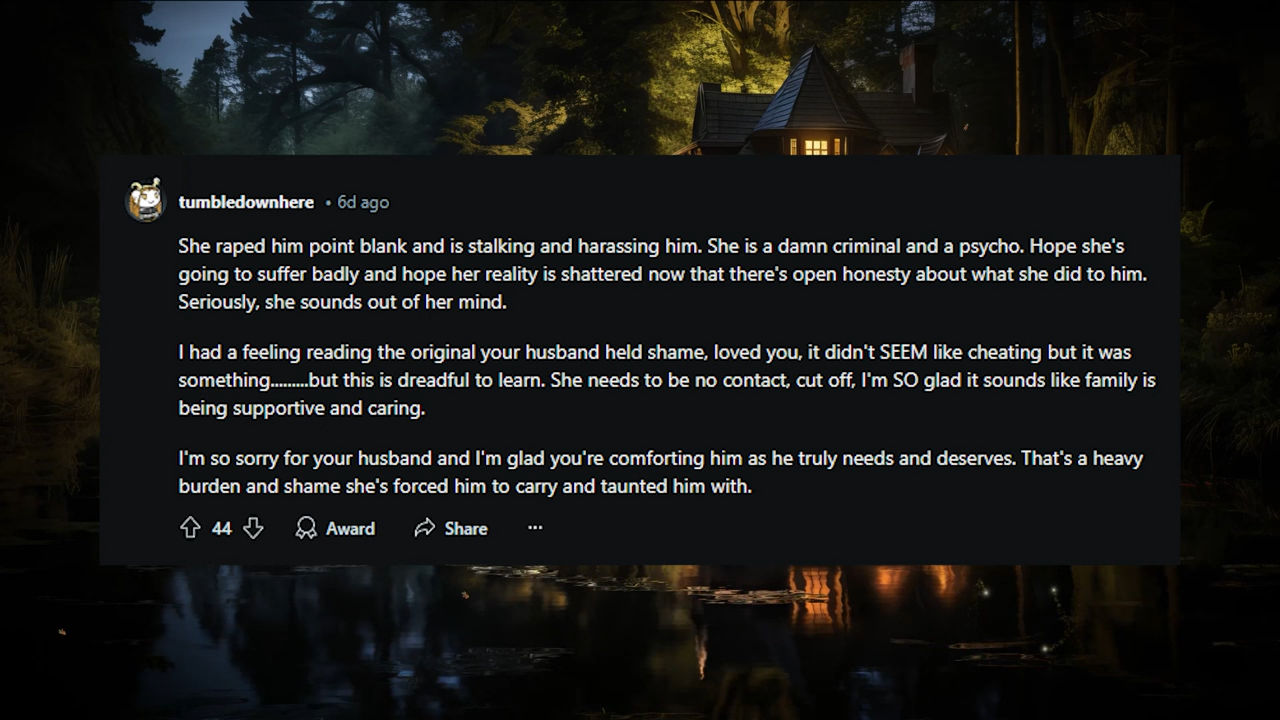 tumbledownhere • 6d ago
She raped him point blank and is stalking and harassing him. She is a damn criminal and a psycho. Hope she's
going to suffer badly and hope her reality is shattered now that there's open honesty about what she did to him.
Seriously, she sounds out of her mind.
I had a feeling reading the original your husband held shame, loved you, it didn't SEEM like cheating but it was
something.........but this is dreadful to learn. She needs to be no contact, cut off, I'm SO glad it sounds like family is
being supportive and caring.
I'm so sorry for your husband and I'm glad you're comforting him as he truly needs and deserves. That's a heavy
burden and shame she's forced him to carry and taunted him with.
44 Award Share ...